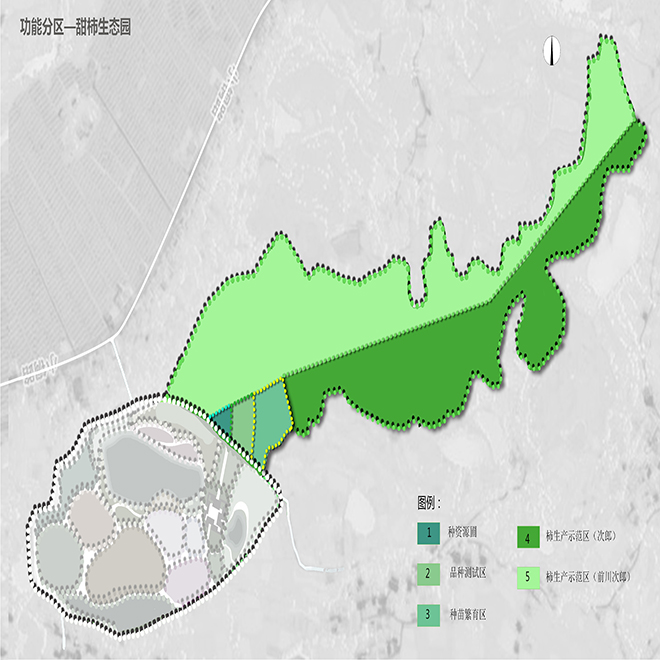 功能分区—甜柿生态园
图例：
1 种资源圃
2 品种测试区
3 种苗繁育区
4 柿生产示范区（次郎）
5 柿生产示范区（前川次郎）